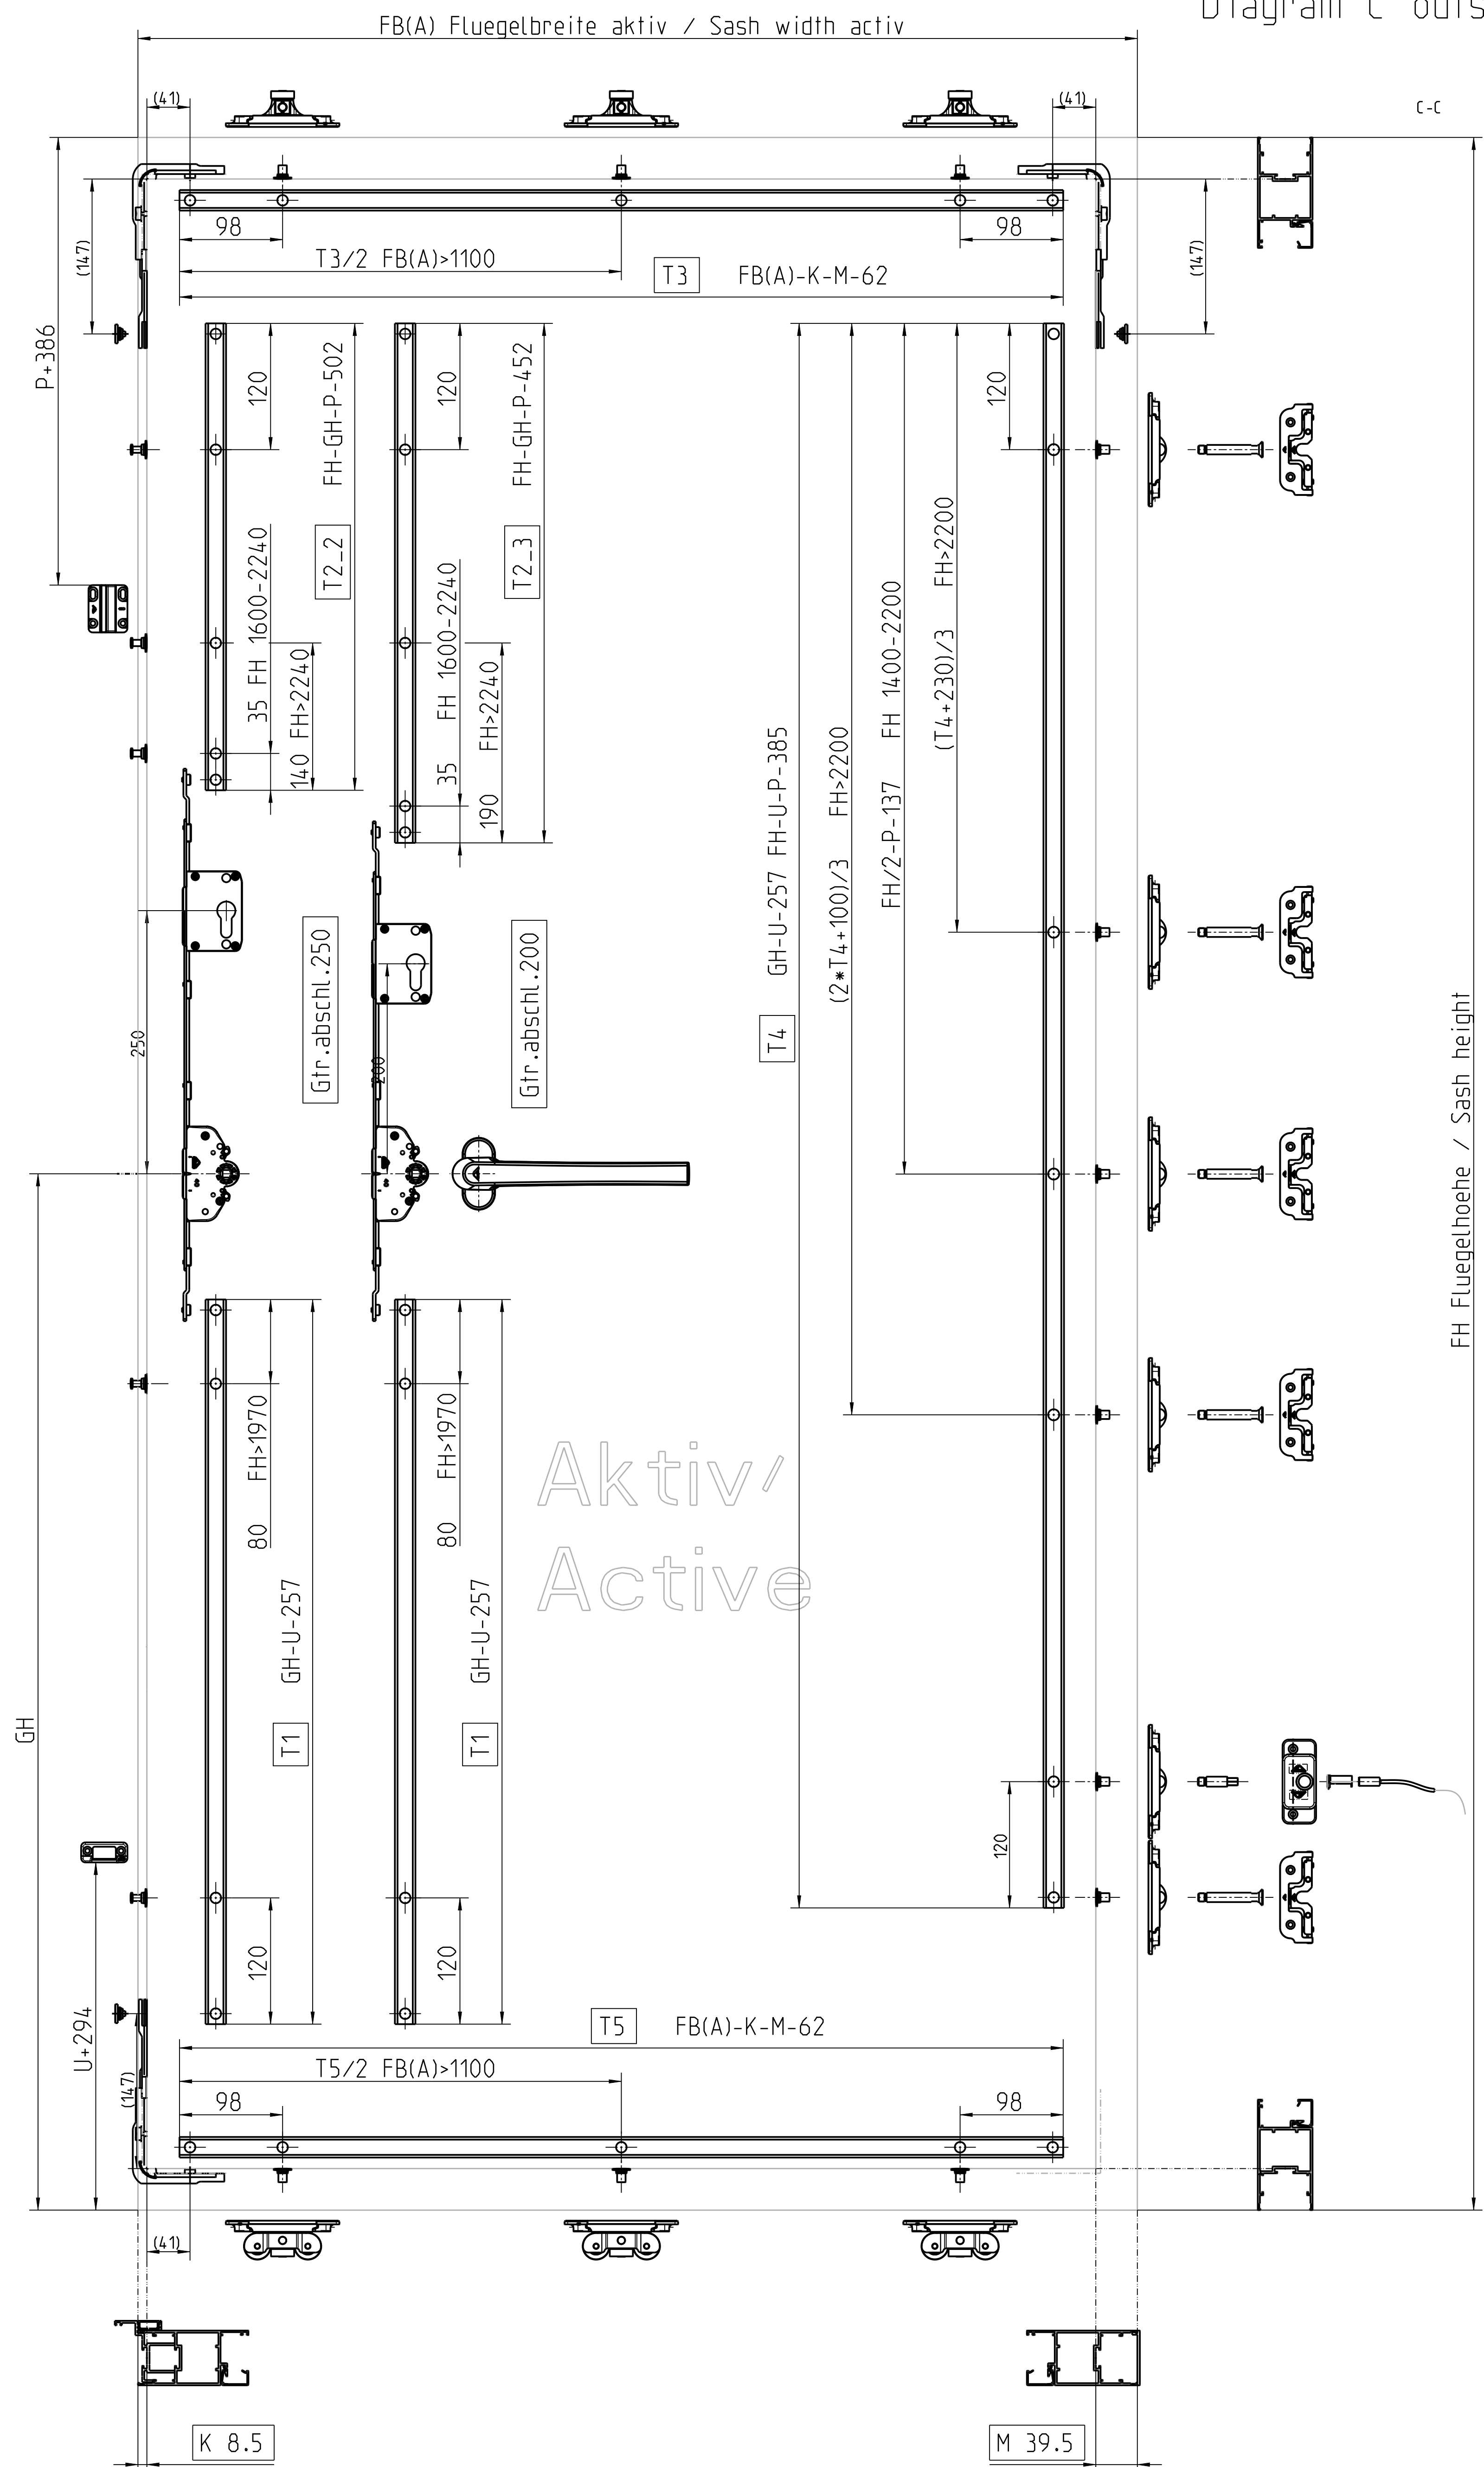 FB(A) Fluegelbreite aktiv / Sash width activ
(41)
(41)
C-C
98
98
T3/2 FB(A)>1100
T3 FB(A)-K-M-62
(147)
(147)
P+386
120
FH-GH-P-502
120
FH-GH-P-452
120
35 FH 1600-2240
T2_2
140 FH>2240
35 FH 1600-2240
T2_3
190 FH>2240
(T4+230)/3 FH>2200
FH/2-P-137 FH 1400-2200
(2*T4+100)/3 FH>2200
T4 GH-U-257 FH-U-P-385
250
Gtr.abschl.250
200
Gtr.abschl.200
FH Fluegelhoehe / Sash height
80 FH>1970
80 FH>1970
Aktiv/
Active
T1 GH-U-257
T1 GH-U-257
GH
120
120
120
U+294
(147)
T5 FB(A)-K-M-62
T5/2 FB(A)>1100
98
98
(41)
K 8.5
M 39.5